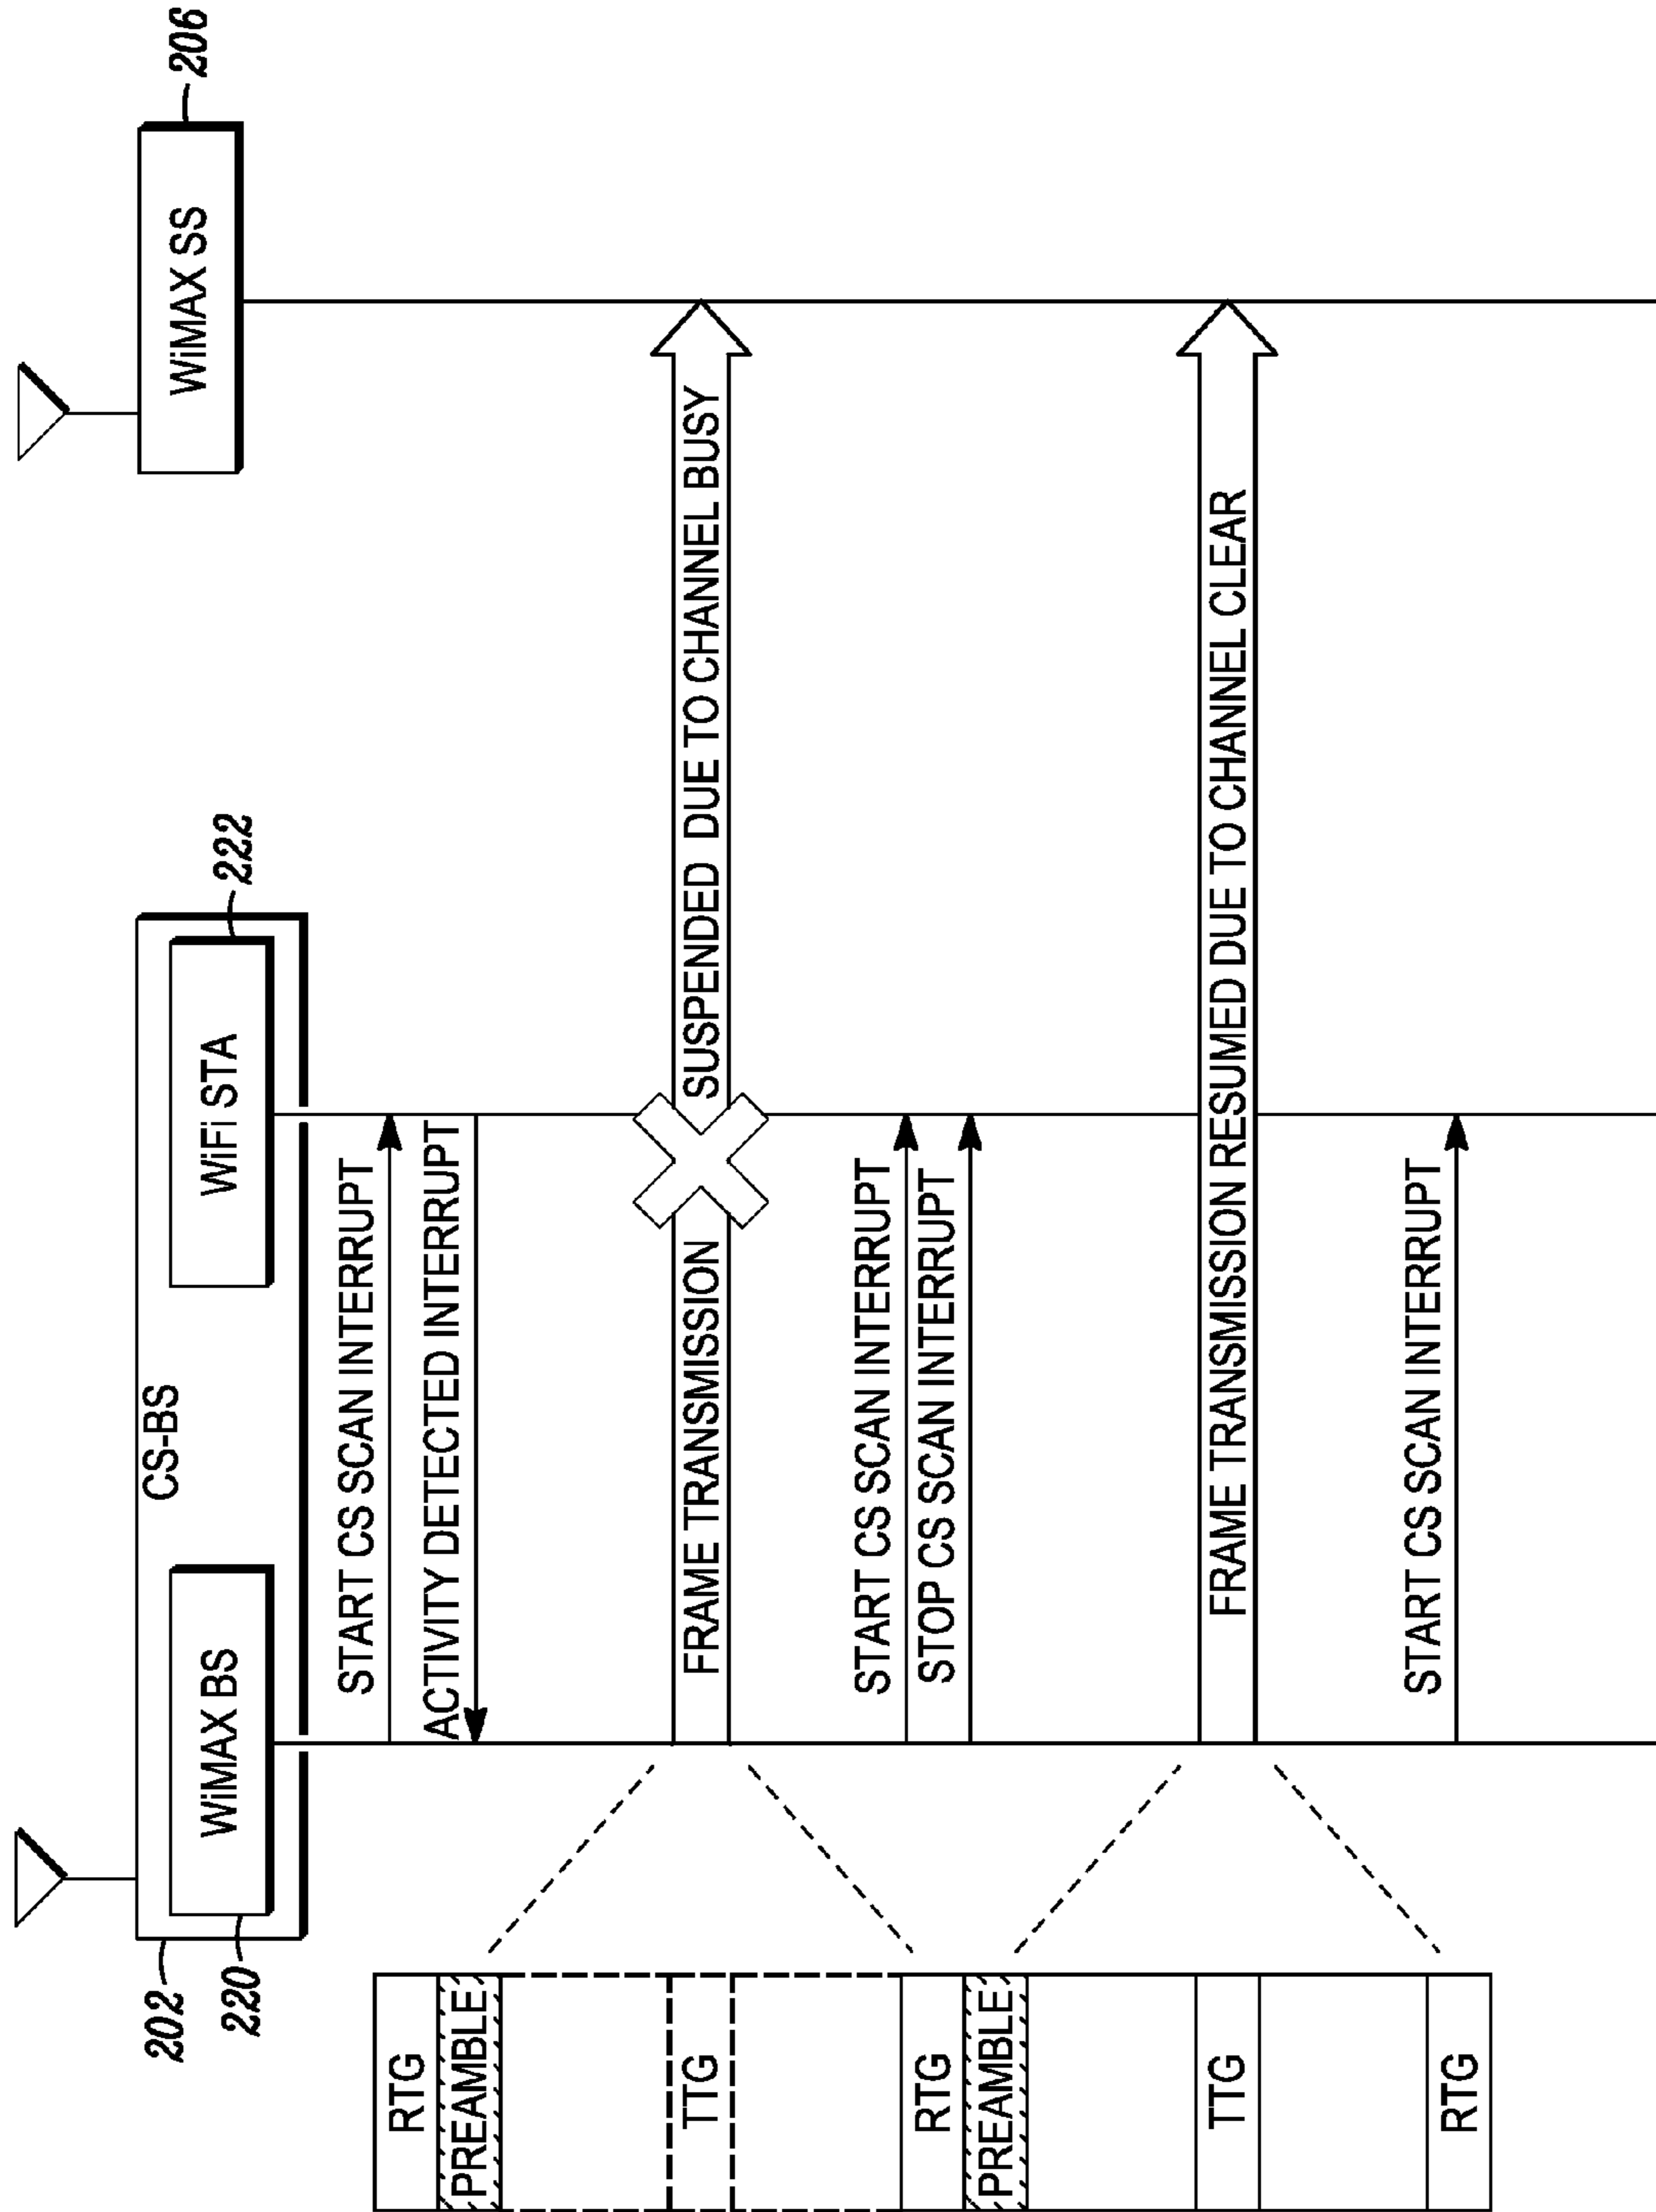 202
220
CS-BS
WiMAX BS
WiFi STA
222
WiMAX SS
206
RTG
START CS SCAN INTERRUPT
PREAMBLE
ACTIVITY DETECTED INTERRUPT
TTG
FRAME TRANSMISSION
SUSPENDED DUE TO CHANNEL BUSY
RTG
START CS SCAN INTERRUPT
PREAMBLE
STOP CS SCAN INTERRUPT
TTG
FRAME TRANSMISSION RESUMED DUE TO CHANNEL CLEAR
RTG
START CS SCAN INTERRUPT